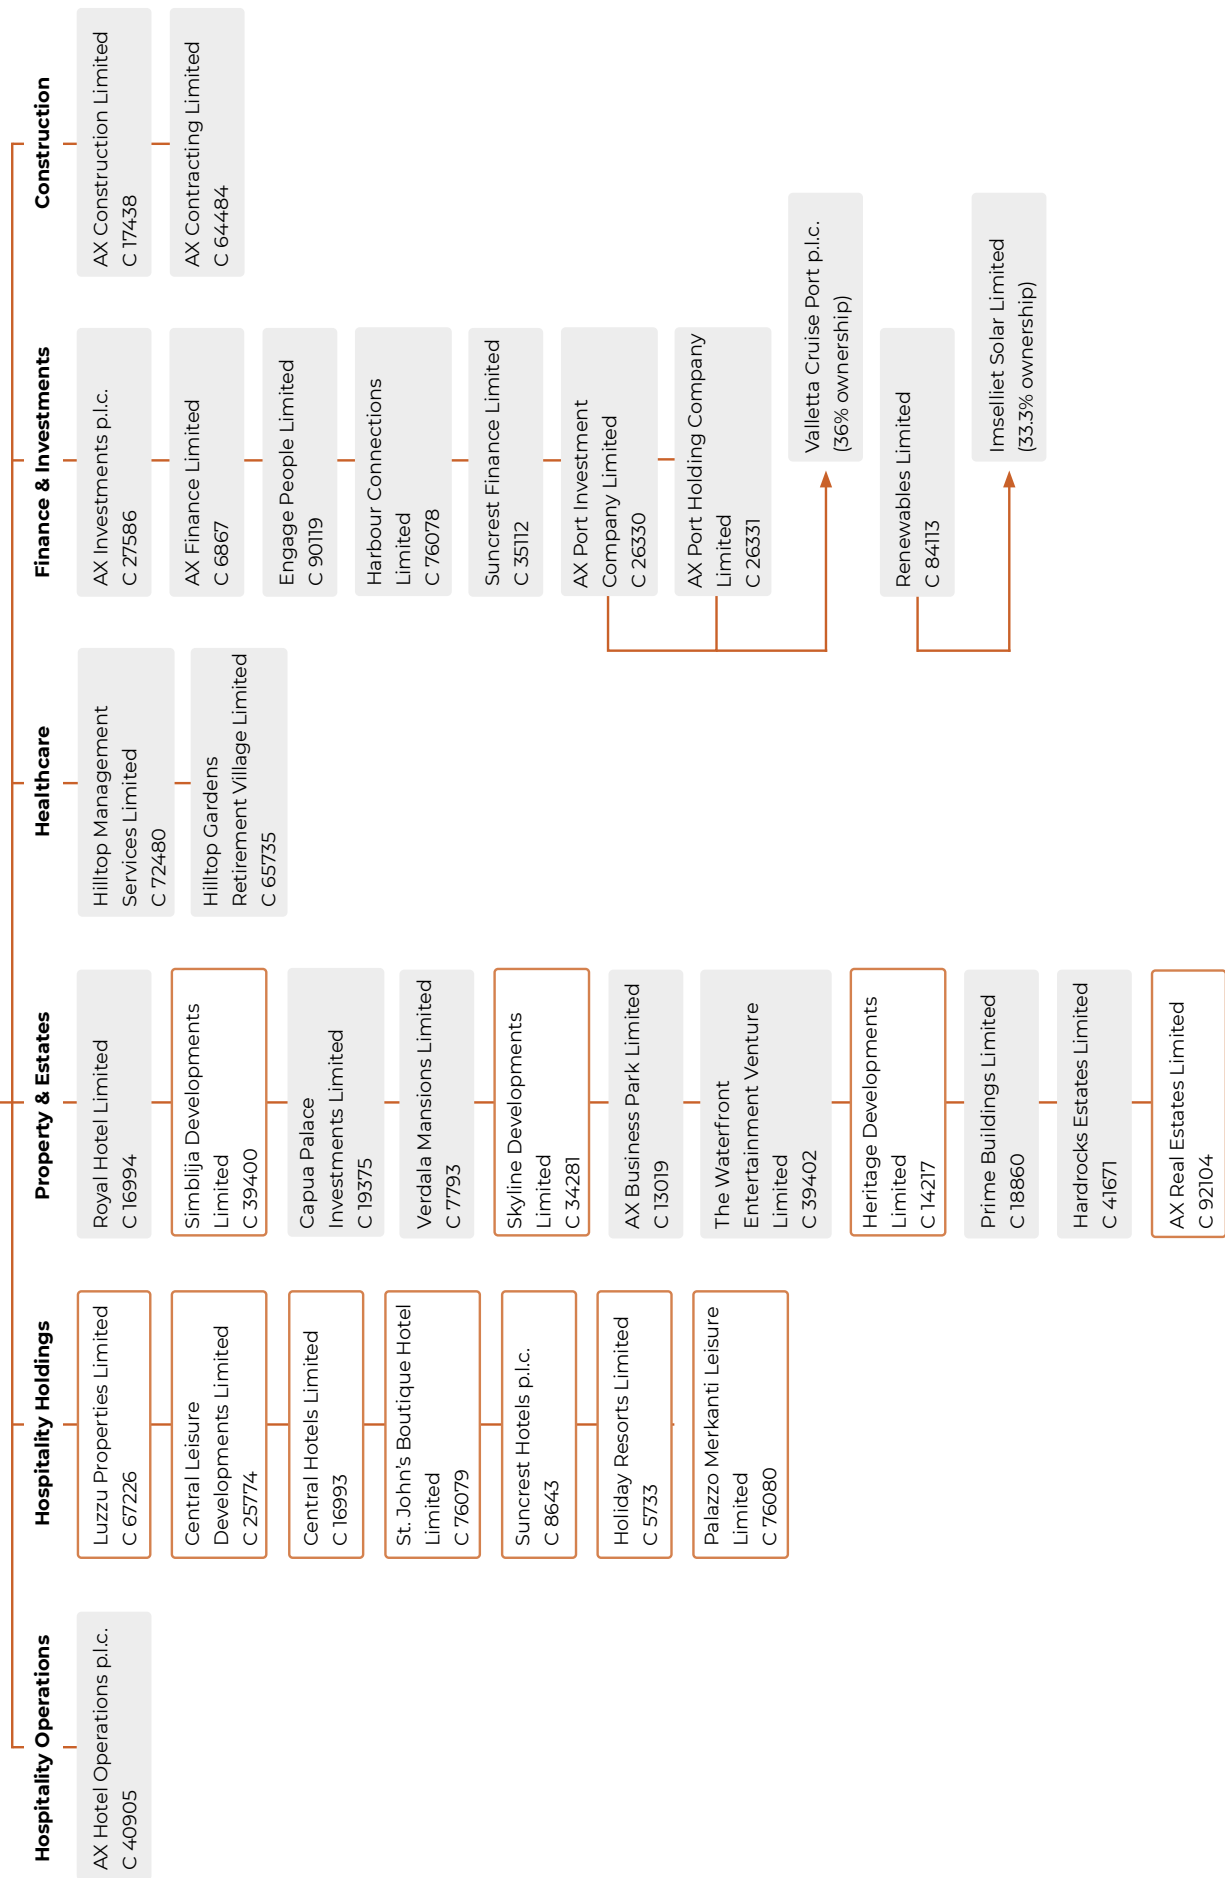 Hospitality Operations
AX Hotel Operations p.l.c.
C 40905
Hospitality Holdings
Luzzu Properties Limited
C 67226
Central Leisure
Developments Limited
C 25774
Central Hotels Limited
C 16993
St. John's Boutique Hotel
Limited
C 76079
Suncrest Hotels p.l.c.
C 8643
Holiday Resorts Limited
C 5733
Palazzo Merkanti Leisure
Limited
C 76080
Property & Estates
Royal Hotel Limited
C 16994
Simblija Developments
Limited
C 39400
Capua Palace
Investments Limited
C 19375
Verdala Mansions Limited
C 7793
Skyline Developments
Limited
C 34281
AX Business Park Limited
C 13019
The Waterfront
Entertainment Venture
Limited
C 39402
Heritage Developments
Limited
C 14217
Prime Buildings Limited
C 18860
Hardrocks Estates Limited
C 41671
AX Real Estates Limited
C 92104
Healthcare
Hilltop Management
Services Limited
C 72480
Hilltop Gardens
Retirement Village Limited
C 65735
Finance & Investments
AX Investments p.l.c.
C 27586
AX Finance Limited
C 6867
Engage People Limited
C 90119
Harbour Connections
Limited
C 76078
Suncrest Finance Limited
C 35112
AX Port Investment
Company Limited
C 26330
AX Port Holding Company
Limited
C 26331
Valletta Cruise Port p.l.c.
(36% ownership)
Renewables Limited
C 84113
Imselliet Solar Limited
(33.3% ownership)
Construction
AX Construction Limited
C 17438
AX Contracting Limited
C 64484